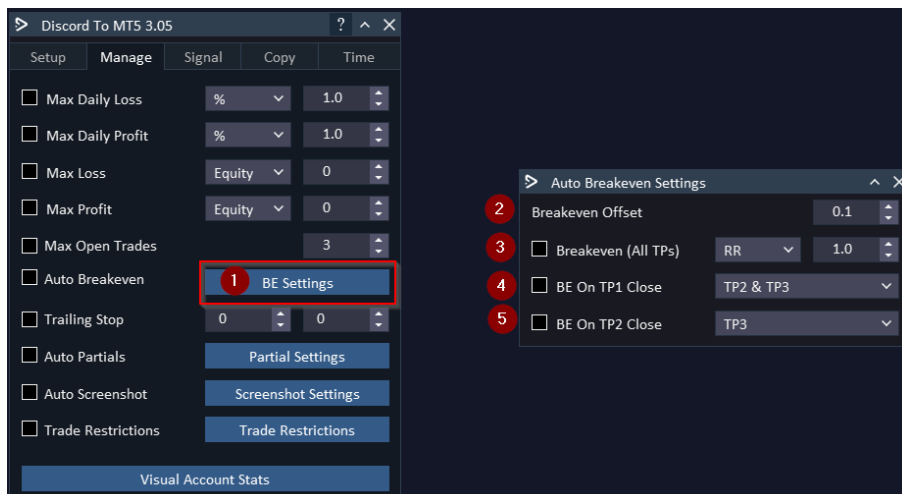 Discord To MT5 3.05 ?
Setup Manage Signal Copy Time
Max Daily Loss % 1.0
Max Daily Profit % 1.0
Max Loss Equity 0
Max Profit Equity 0
Max Open Trades 3
Auto Breakeven 1 BE Settings
Trailing Stop 0 0
Auto Partials Partial Settings
Auto Screenshot Screenshot Settings
Trade Restrictions Trade Restrictions
Visual Account Stats
Auto Breakeven Settings
2 Breakeven Offset 0.1
3 Breakeven (All TPs) RR 1.0
4 BE On TP1 Close TP2 & TP3
5 BE On TP2 Close TP3